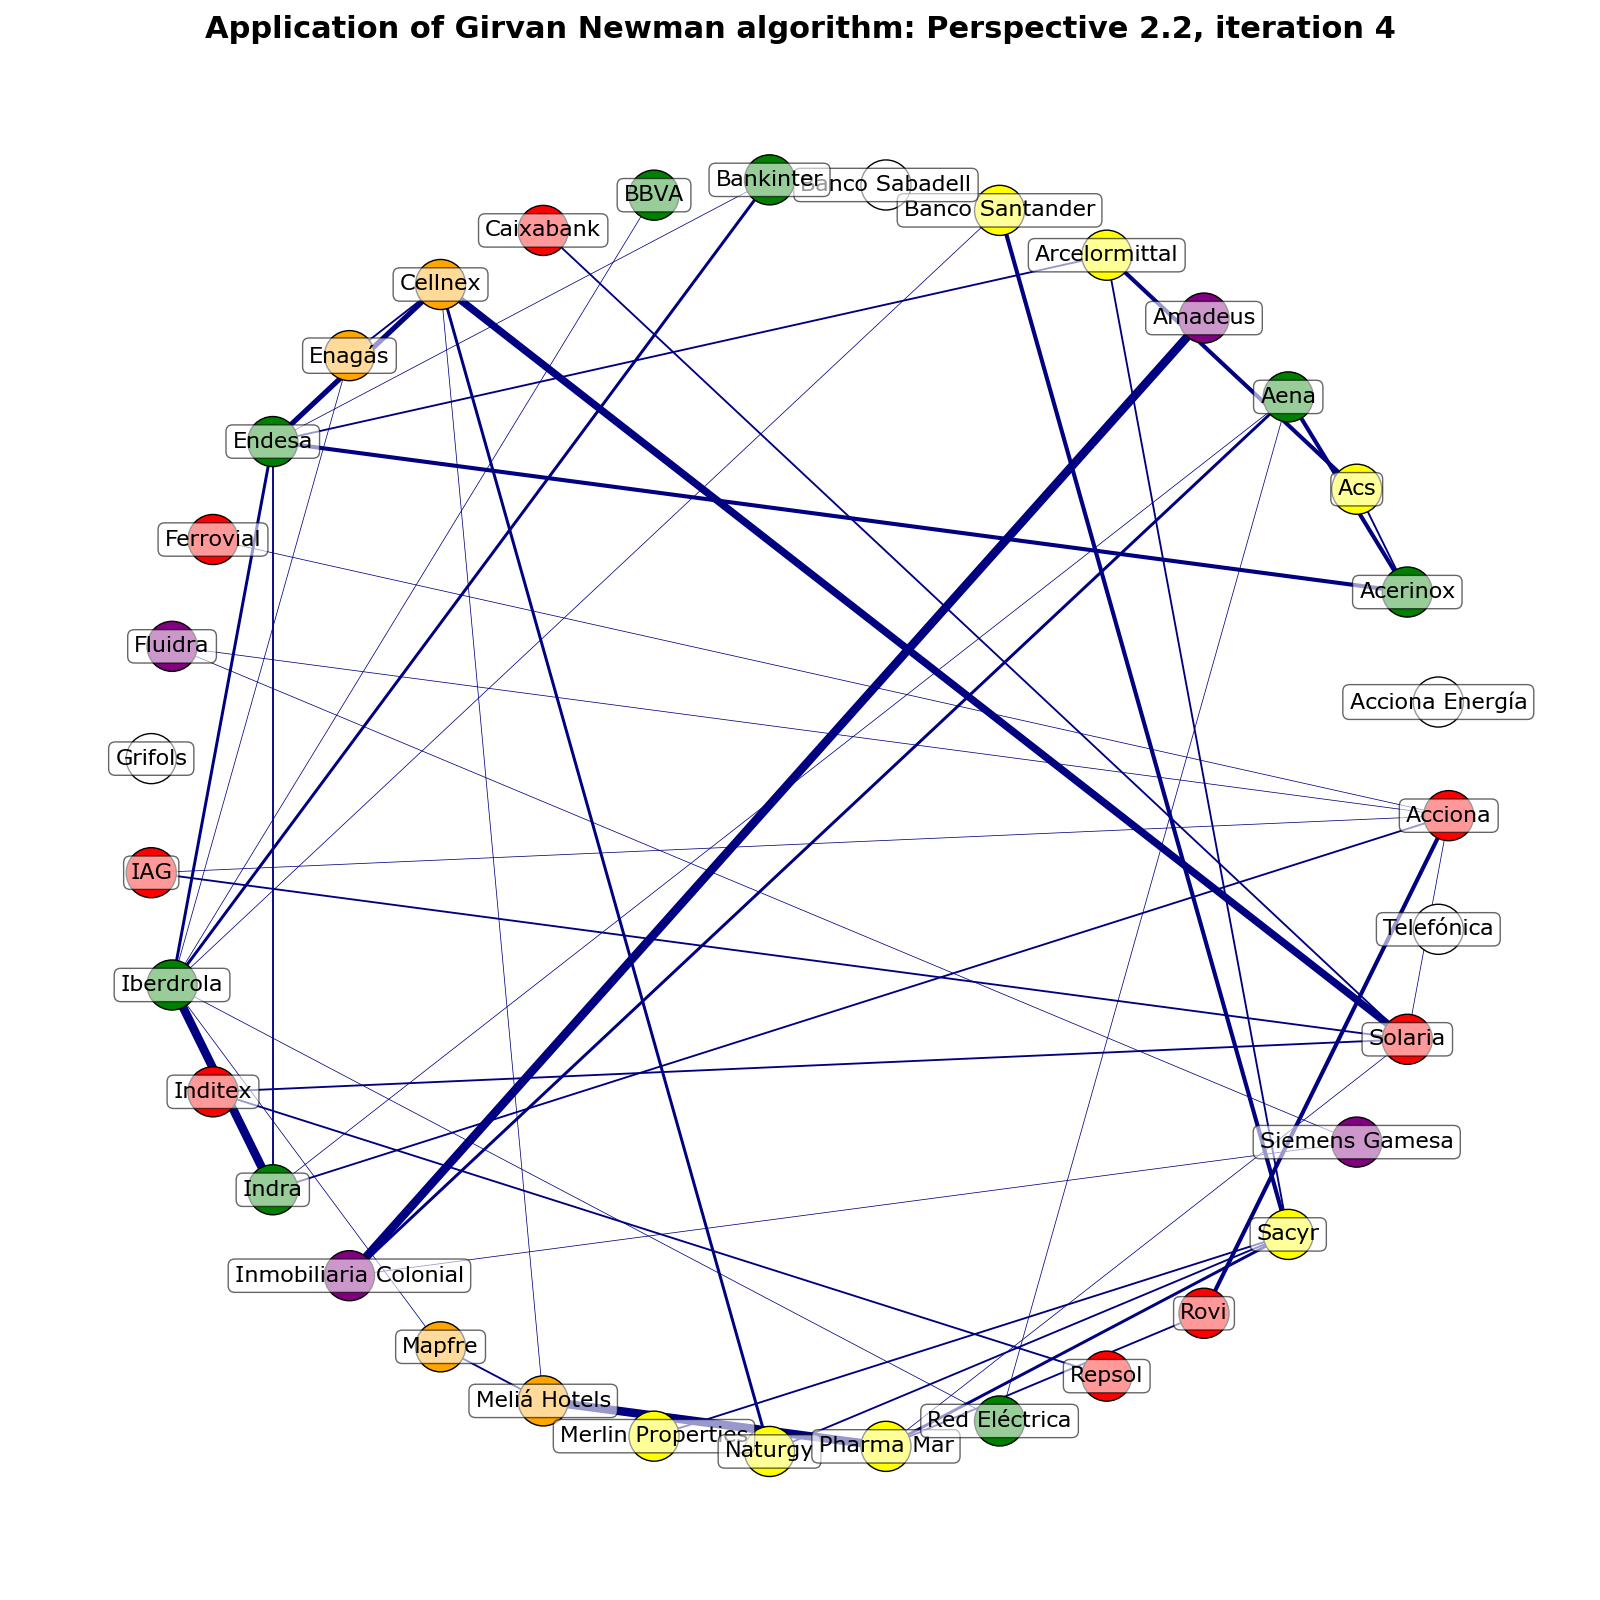 Application of Girvan Newman algorithm: Perspective 2.2, iteration 4
Bankinter
Banco Sabadell
BBVA
Banco Santander
Caixabank
Arcelormittal
Cellnex
Amadeus
Enagás
Aena
Endesa
Acs
Ferrovial
Acerinox
Fluidra
Acciona Energía
Grifols
Acciona
IAG
Telefónica
Iberdrola
Solaria
Inditex
Siemens Gamesa
Indra
Sacyr
Inmobiliaria Colonial
Rovi
Mapfre
Repsol
Meliá Hotels
Red Eléctrica
Merlin Properties
Naturgy
Pharma Mar